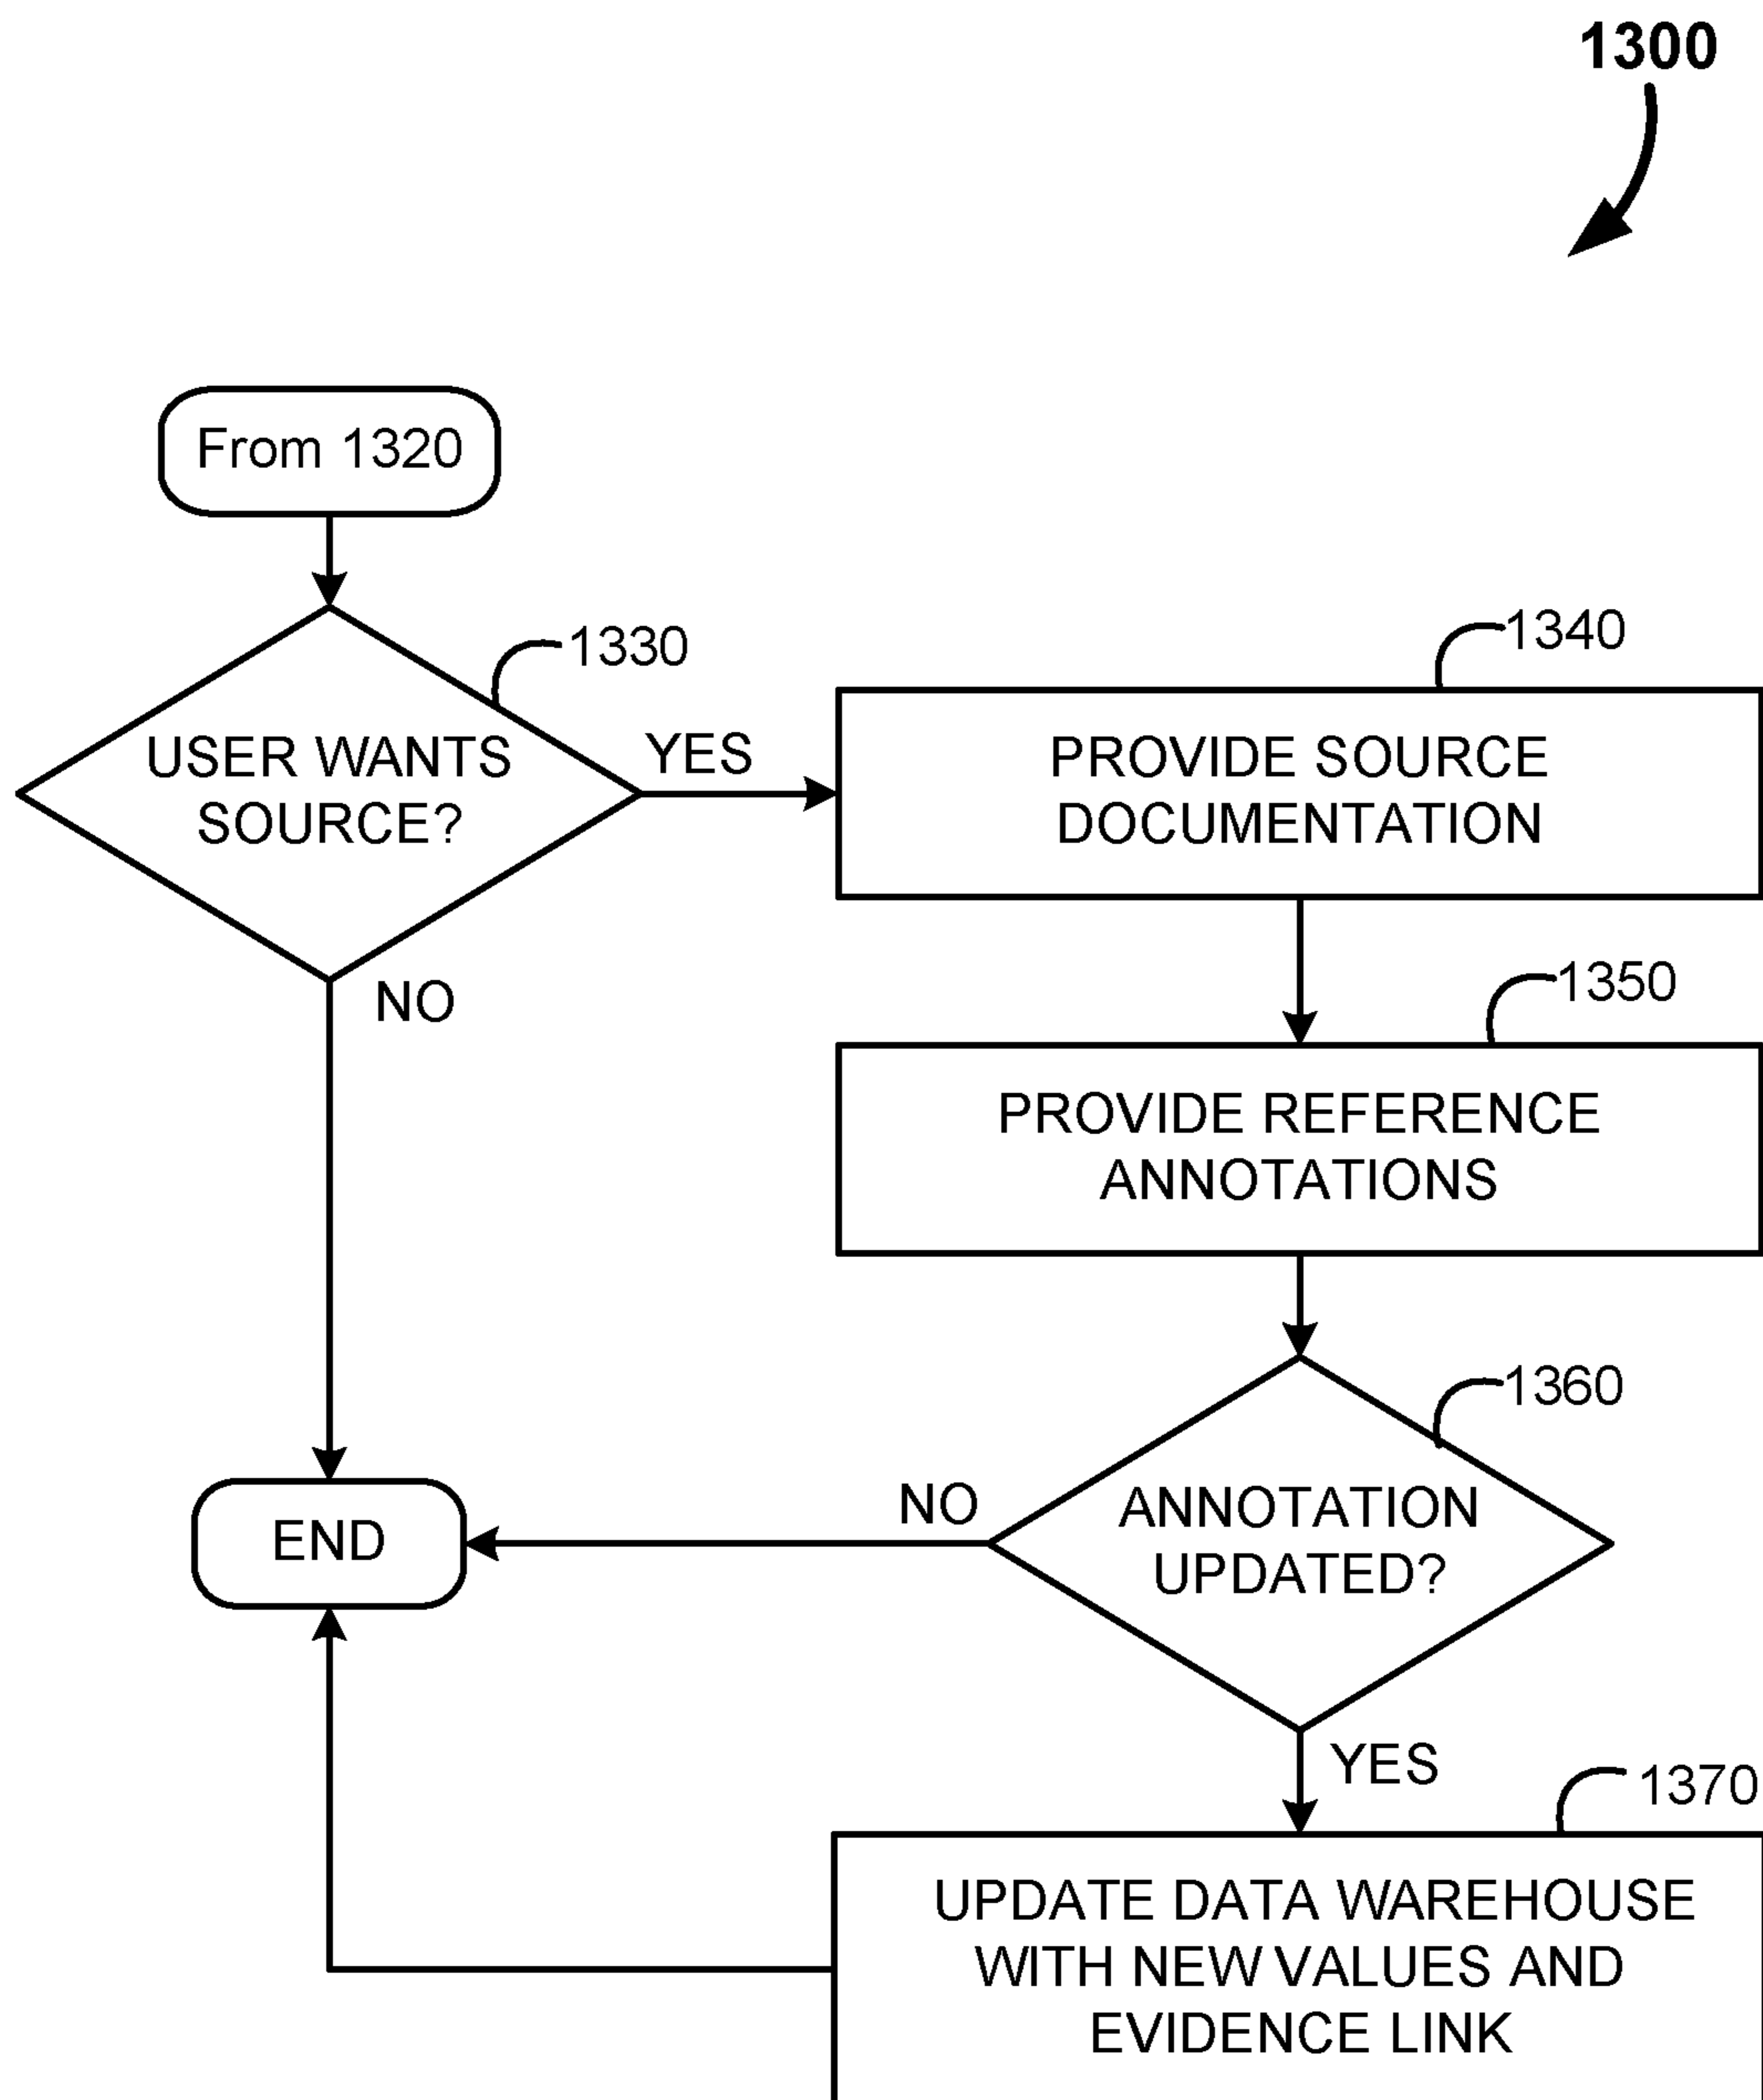 1300
From 1320
1330
USER WANTS
SOURCE?
YES
NO
1340
PROVIDE SOURCE
DOCUMENTATION
1350
PROVIDE REFERENCE
ANNOTATIONS
1360
ANNOTATION
UPDATED?
NO
END
YES
1370
UPDATE DATA WAREHOUSE
WITH NEW VALUES AND
EVIDENCE LINK